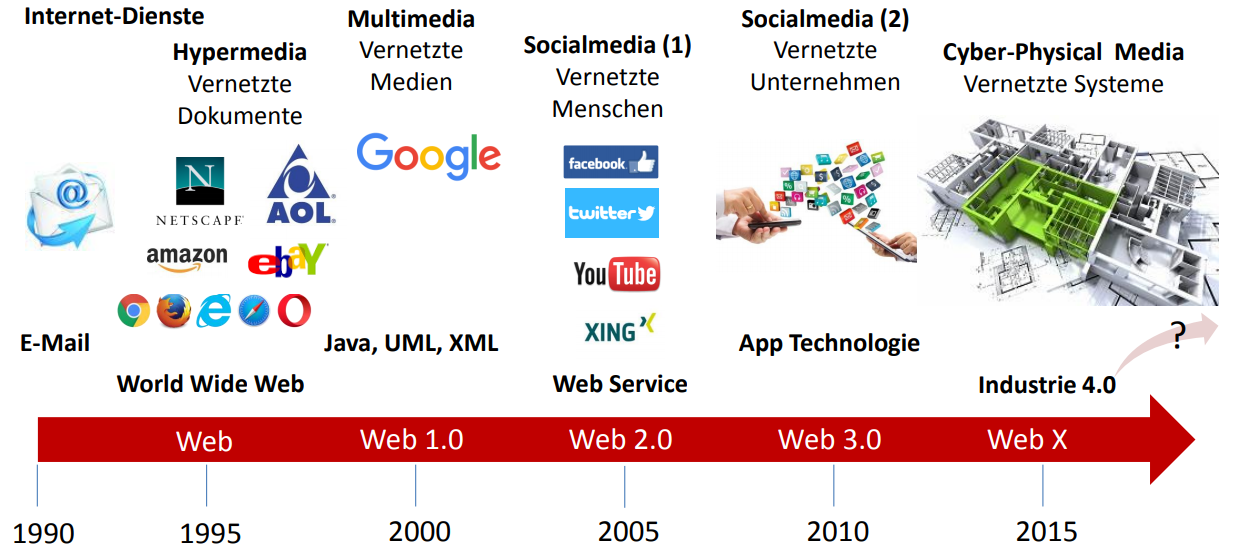 Internet-Dienste
Hypermedia
Vernetzte
Dokumente
Multimedia
Vernetzte
Medien
Socialmedia (1)
Vernetzte
Menschen
Socialmedia (2)
Vernetzte
Unternehmen
Cyber-Physical Media
Vernetzte Systeme
@
N
NETSCAPE
AOL
amazon
ebaY
Google
facebook
twitter
YouTube
XING
E-Mail
World Wide Web
Java, UML, XML
Web Service
App Technologie
Industrie 4.0
?
Web
Web 1.0
Web 2.0
Web 3.0
Web X
1990
1995
2000
2005
2010
2015